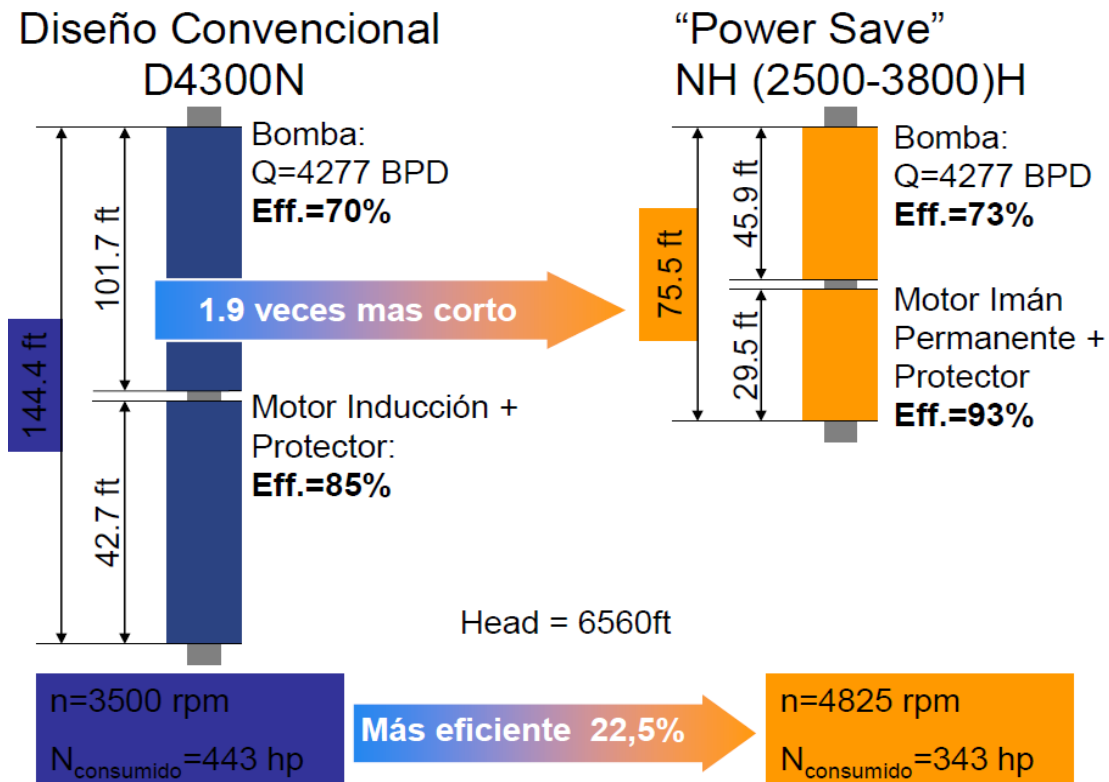 Diseño Convencional
D4300N
“Power Save”
NH (2500-3800)H
Bomba:
Q=4277 BPD
Eff.=70%
101.7 ft
144.4 ft
42.7 ft
Motor Inducción +
Protector:
Eff.=85%
1.9 veces mas corto
Bomba:
Q=4277 BPD
Eff.=73%
45.9 ft
75.5 ft
29.5 ft
Motor Imán
Permanente +
Protector
Eff.=93%
Head = 6560ft
n=3500 rpm
Nconsumido=443 hp
Más eficiente 22,5%
n=4825 rpm
Nconsumido=343 hp